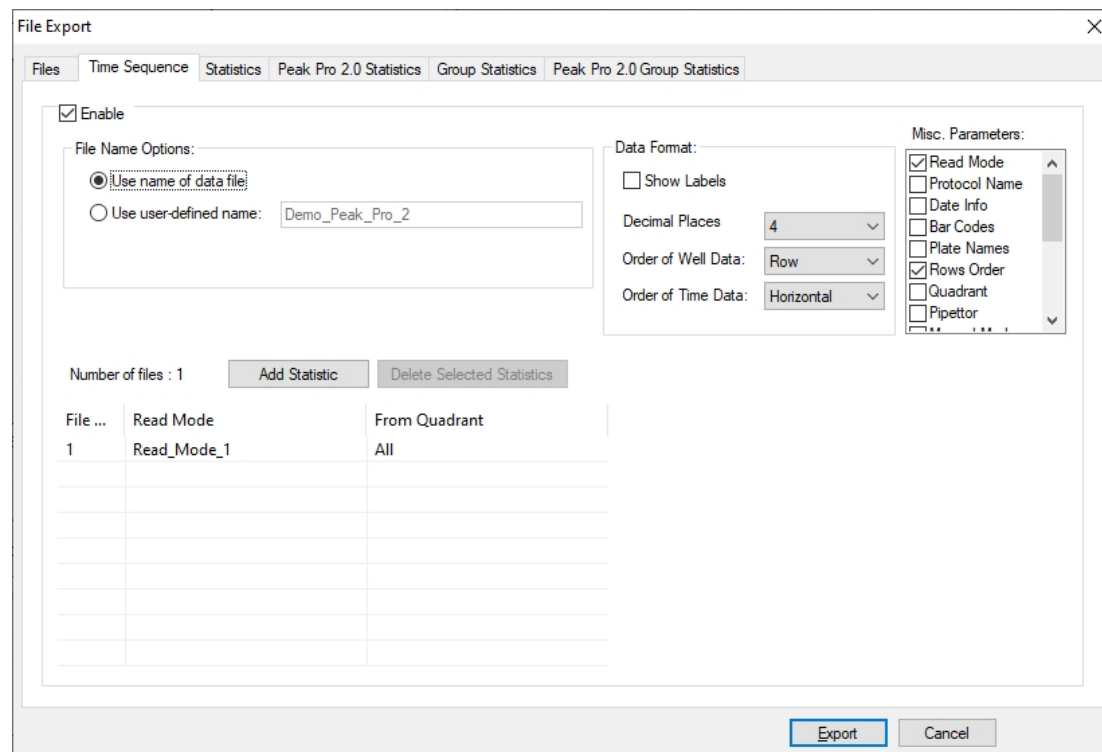 File Export
Files Time Sequence Statistics Peak Pro 2.0 Statistics Group Statistics Peak Pro 2.0 Group Statistics
Enable
File Name Options:
Use name of data file
Use user-defined name: Demo_Peak_Pro_2
Data Format:
Show Labels
Decimal Places 4
Order of Well Data: Row
Order of Time Data: Horizontal
Misc. Parameters:
Read Mode
Protocol Name
Date Info
Bar Codes
Plate Names
Rows Order
Quadrant
Pipettor
Number of files : 1 Add Statistic Delete Selected Statistics
File ... Read Mode From Quadrant
1 Read_Mode_1 All
Export Cancel